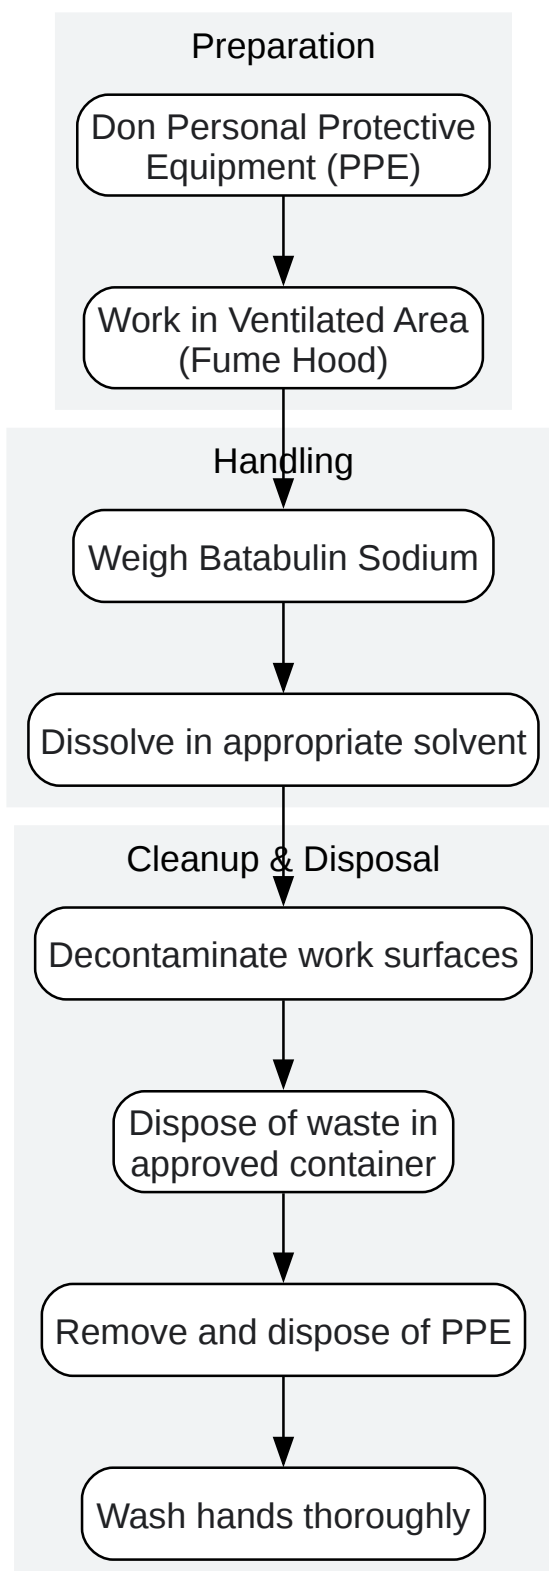 Preparation
Don Personal Protective
Equipment (PPE)
Work in Ventilated Area
(Fume Hood)
Handling
Weigh Batabulin Sodium
Dissolve in appropriate solvent
Cleanup & Disposal
Decontaminate work surfaces
Dispose of waste in
approved container
Remove and dispose of PPE
Wash hands thoroughly